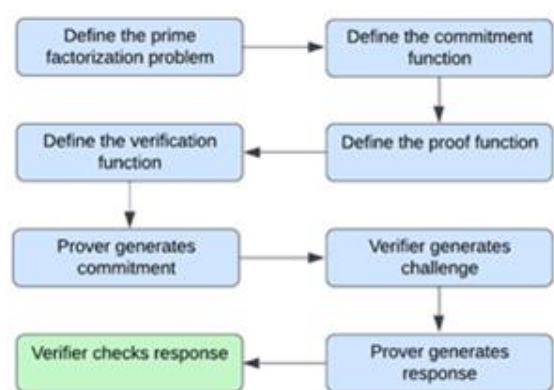 Define the prime
factorization problem
Define the commitment
function
Define the proof function
Define the verification
function
Prover generates
commitment
Verifier generates
challenge
Prover generates
response
Verifier checks response